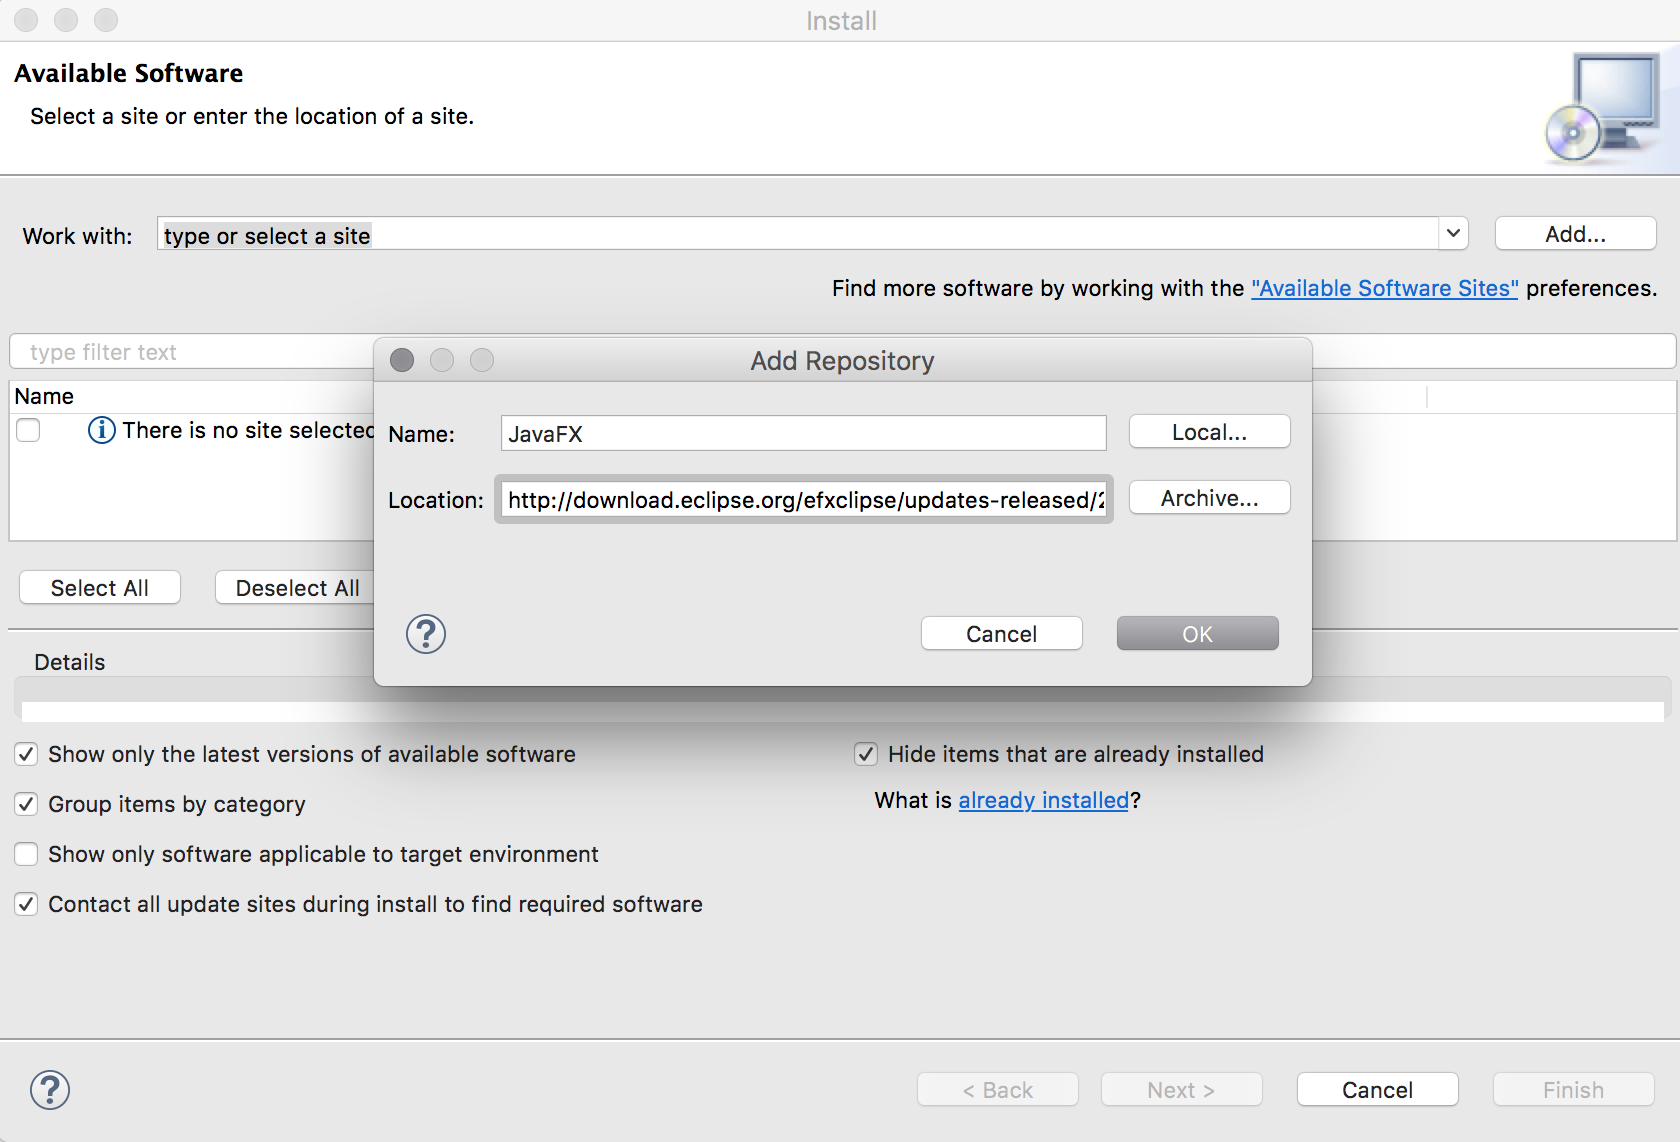 Install
Available Software
Select a site or enter the location of a site.
Work with: type or select a site Add...
Find more software by working with the "Available Software Sites" preferences.
type filter text
Add Repository
Name
There is no site selected
Name: JavaFX Local...
Location: http://download.eclipse.org/efxclipse/updates-released/ Archive...
Select All Deselect All
? Cancel OK
Details
Show only the latest versions of available software Hide items that are already installed
Group items by category What is already installed?
Show only software applicable to target environment
Contact all update sites during install to find required software
? < Back Next > Cancel Finish